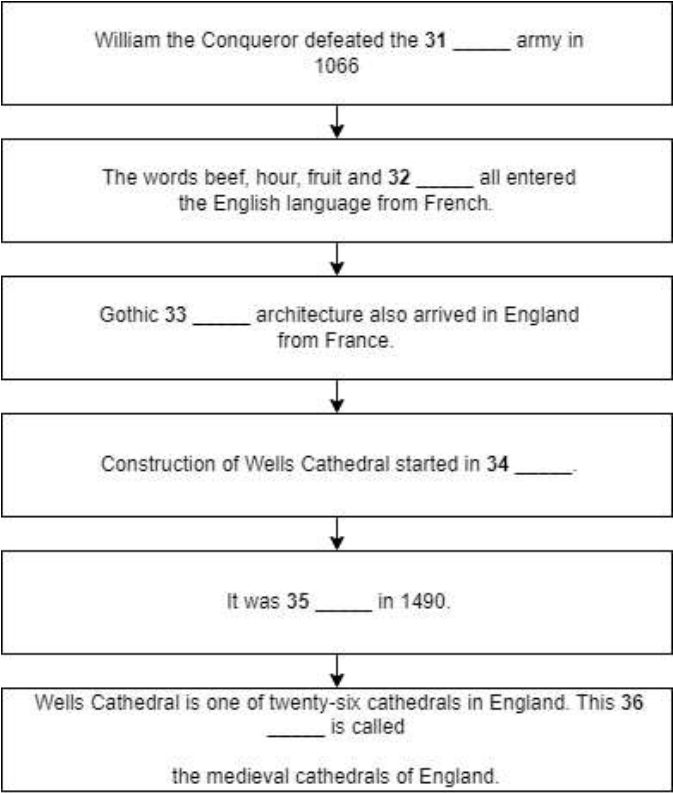 William the Conqueror defeated the 31 _____ army in
1066
The words beef, hour, fruit and 32 _____ all entered
the English language from French.
Gothic 33 _____ architecture also arrived in England
from France.
Construction of Wells Cathedral started in 34 _____.
It was 35 _____ in 1490.
Wells Cathedral is one of twenty-six cathedrals in England. This 36
_____ is called
the medieval cathedrals of England.